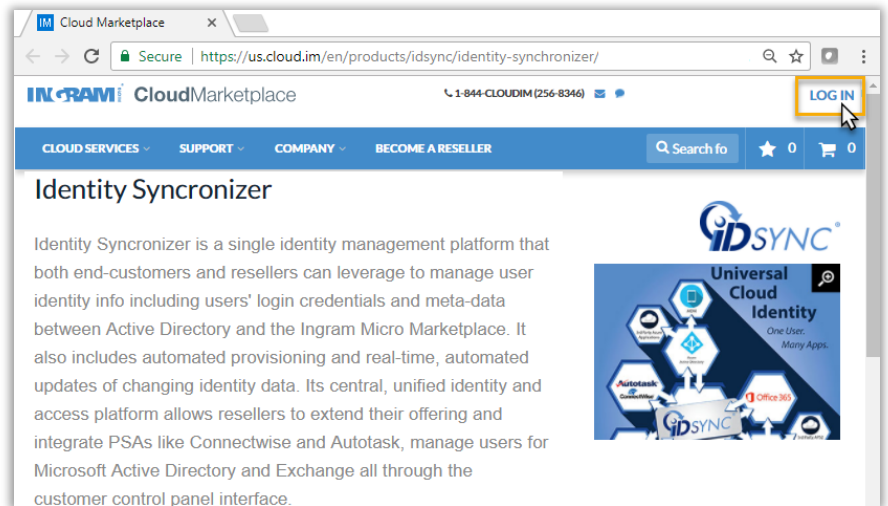 IM Cloud Marketplace
Secure | https://us.cloud.im/en/products/idsync/identity-synchronizer/
INGRAM CloudMarketplace
1-844-CLOUDIM (256-8346)
LOG IN
CLOUD SERVICES SUPPORT COMPANY BECOME A RESELLER Search fo 0 0
Identity Syncronizer
Identity Syncronizer is a single identity management platform that
both end-customers and resellers can leverage to manage user
identity info including users' login credentials and meta-data
between Active Directory and the Ingram Micro Marketplace. It
also includes automated provisioning and real-time, automated
updates of changing identity data. Its central, unified identity and
access platform allows resellers to extend their offering and
integrate PSAs like Connectwise and Autotask, manage users for
Microsoft Active Directory and Exchange all through the
customer control panel interface.
iDSYNC
Universal
Cloud
Identity
One User.
Many Apps.
Azure
Active Directory
Autotask
ConnectWise
Office 365
iDSYNC